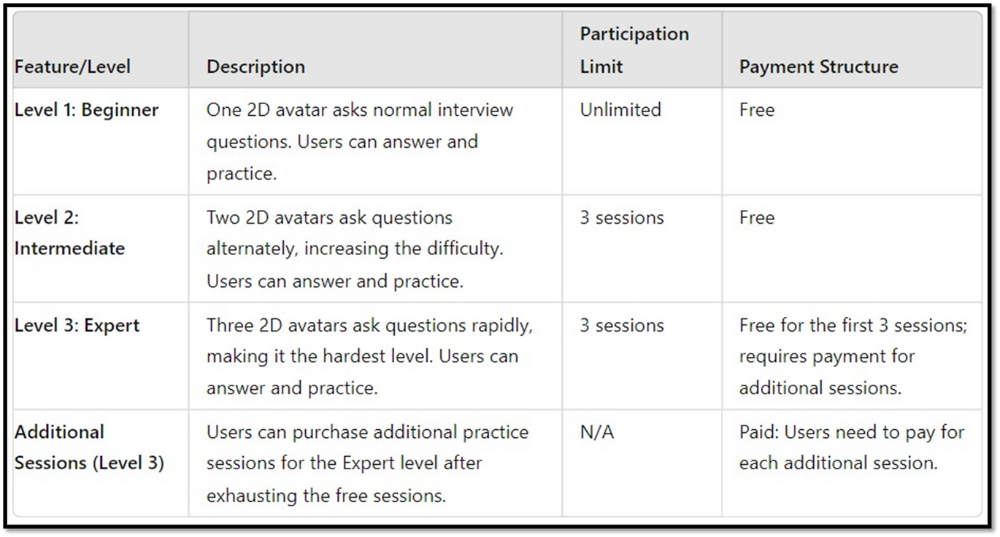 Feature/Level
Description
Participation
Limit
Payment Structure
Level 1: Beginner
One 2D avatar asks normal interview
questions. Users can answer and
practice.
Unlimited
Free
Level 2:
Intermediate
Two 2D avatars ask questions
alternately, increasing the difficulty.
Users can answer and practice.
3 sessions
Free
Level 3: Expert
Three 2D avatars ask questions rapidly,
making it the hardest level. Users can
answer and practice.
3 sessions
Free for the first 3 sessions;
requires payment for
additional sessions.
Additional
Sessions (Level 3)
Users can purchase additional practice
sessions for the Expert level after
exhausting the free sessions.
N/A
Paid: Users need to pay for
each additional session.